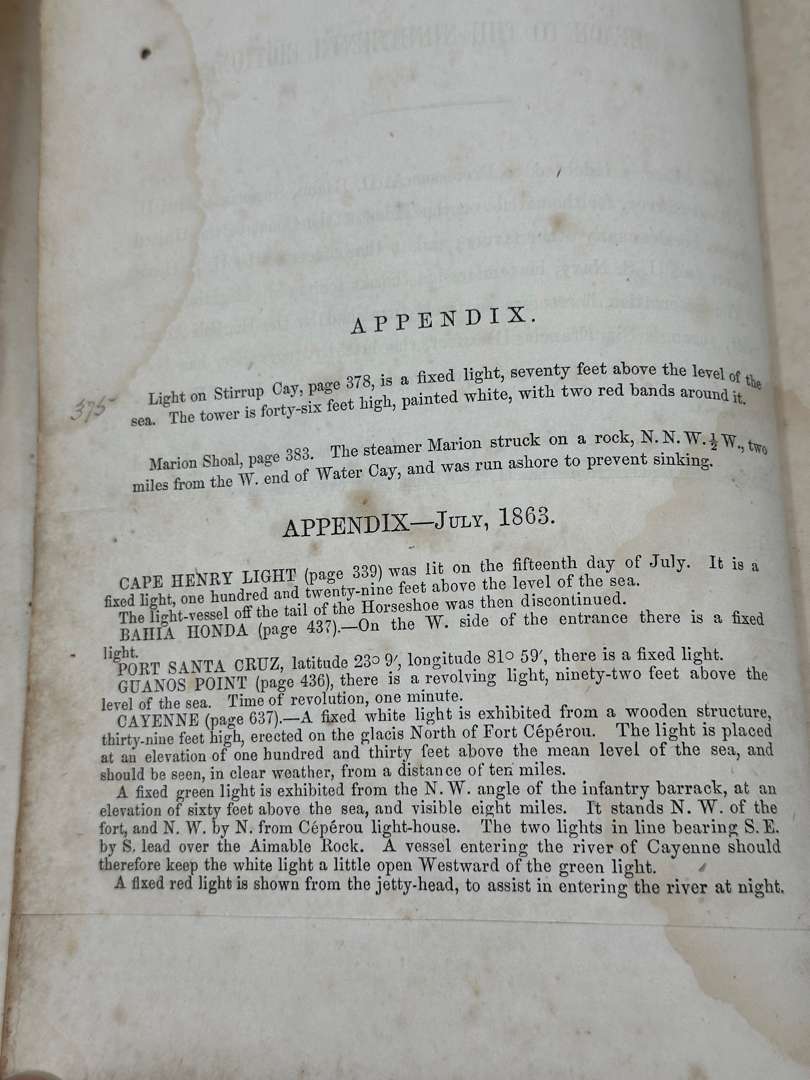 APPENDIX.
375
Light on Stirrup Cay, page 378, is a fixed light, seventy feet above the level of the
sea. The tower is forty-six feet high, painted white, with two red bands around it.
Marion Shoal, page 383. The steamer Marion struck on a rock, N. N. W. ½ W., two
miles from the W. end of Water Cay, and was run ashore to prevent sinking.
APPENDIX—JULY, 1863.
CAPE HENRY LIGHT (page 339) was lit on the fifteenth day of July. It is a
fixed light, one hundred and twenty-nine feet above the level of the sea.
The light-vessel off the tail of the Horseshoe was then discontinued.
BAHIA HONDA (page 437).—On the W. side of the entrance there is a fixed
light.
PORT SANTA CRUZ, latitude 23o 9′, longitude 81o 59′, there is a fixed light.
GUANOS POINT (page 436), there is a revolving light, ninety-two feet above the
level of the sea. Time of revolution, one minute.
CAYENNE (page 637).—A fixed white light is exhibited from a wooden structure,
thirty-nine feet high, erected on the glacis North of Fort Cépérou. The light is placed
at an elevation of one hundred and thirty feet above the mean level of the sea, and
should be seen, in clear weather, from a distance of ten miles.
A fixed green light is exhibited from the N. W. angle of the infantry barrack, at an
elevation of sixty feet above the sea, and visible eight miles. It stands N. W. of the
fort, and N. W. by N. from Cépérou light-house. The two lights in line bearing S. E.
by S. lead over the Aimable Rock. A vessel entering the river of Cayenne should
therefore keep the white light a little open Westward of the green light.
A fixed red light is shown from the jetty-head, to assist in entering the river at night.